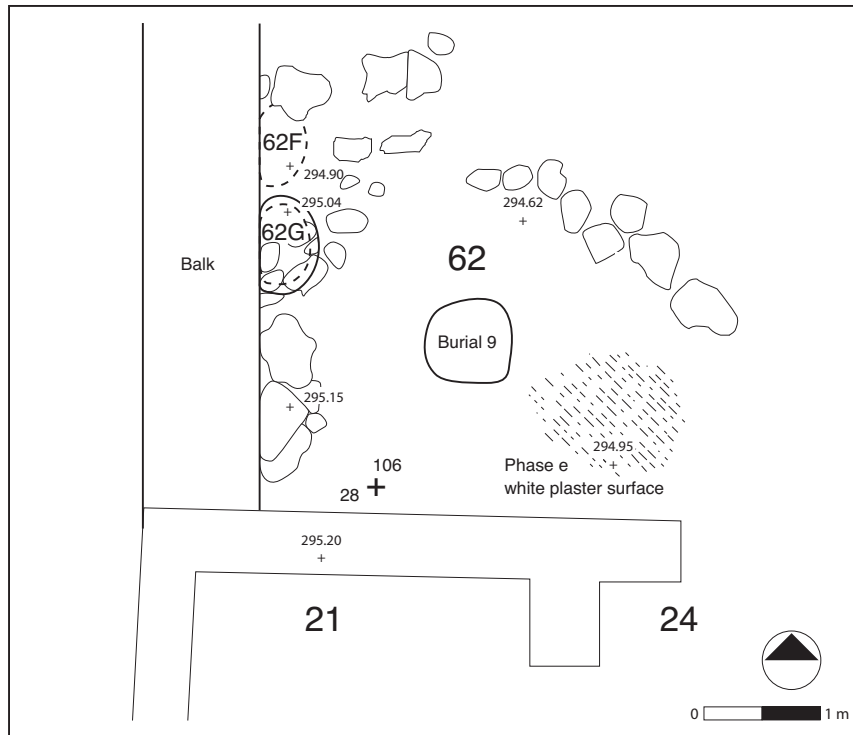 62F
294.90
295.04
62G
294.62
Balk
62
Burial 9
295.15
294.95
106
28
Phase e
white plaster surface
295.20
21
24
0
1 m